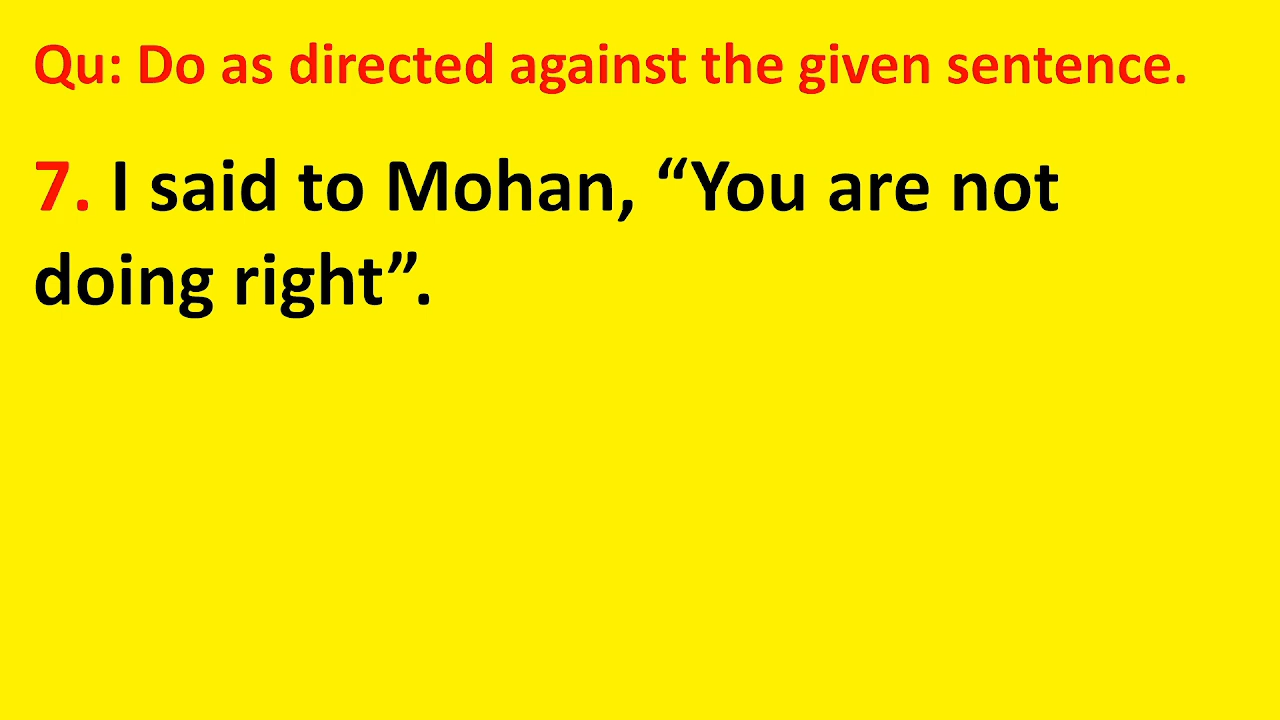 Qu: Do as directed against the given sentence.
7. I said to Mohan, “You are not
doing right”.